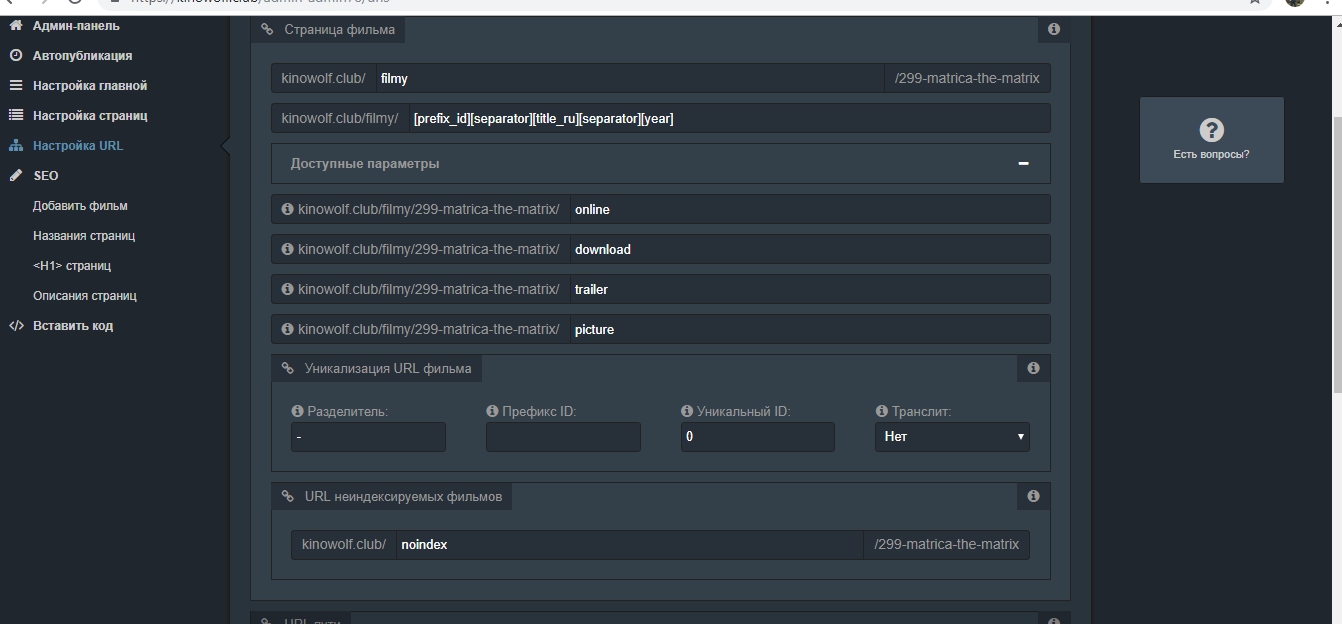 Админ-панель
Автопубликация
Настройка главной
Настройка страниц
Настройка URL
SEO
Добавить фильм
Названия страниц
<H1> страниц
Описания страниц
</> Вставить код
Страница фильма
kinowolf.club/ filmy /299-matrica-the-matrix
kinowolf.club/filmy/ [prefix_id][separator][title_ru][separator][year]
Доступные параметры
kinowolf.club/filmy/299-matrica-the-matrix/ online
kinowolf.club/filmy/299-matrica-the-matrix/ download
kinowolf.club/filmy/299-matrica-the-matrix/ trailer
kinowolf.club/filmy/299-matrica-the-matrix/ picture
Уникализация URL фильма
Разделитель: Префикс ID: Уникальный ID: Транслит:
- 0 Нет
URL неиндексируемых фильмов
kinowolf.club/ noindex /299-matrica-the-matrix
URL пути
Есть вопросы?